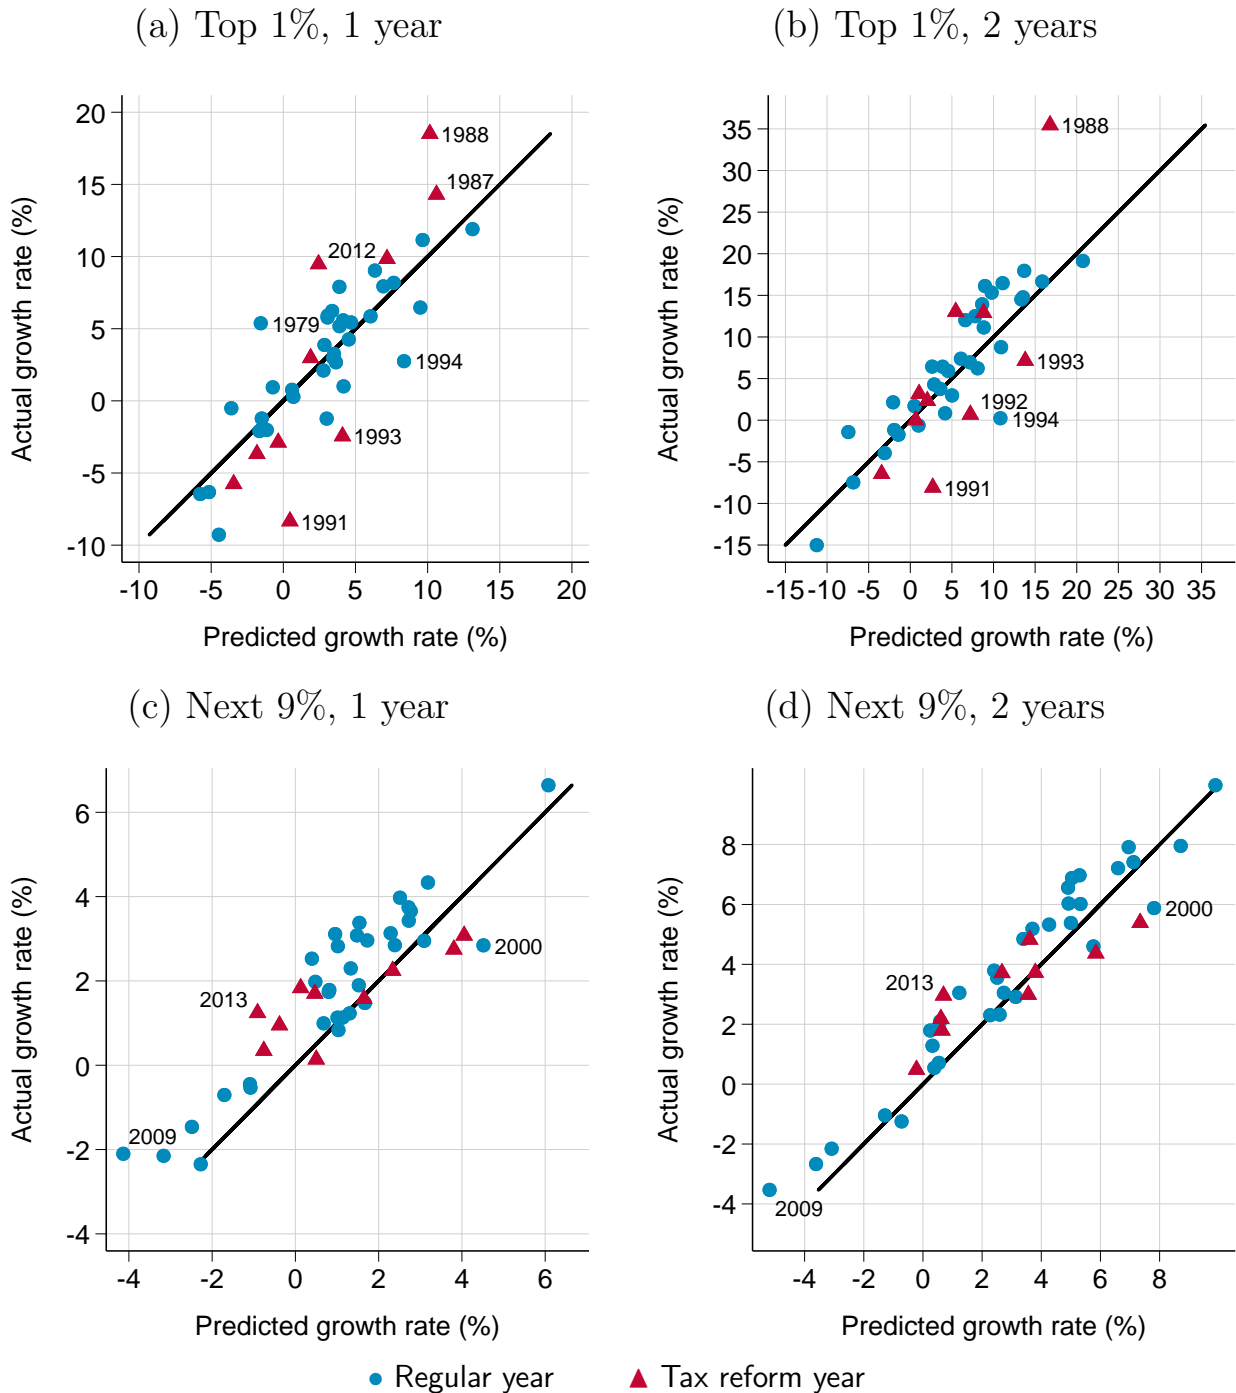 (a) Top 1%, 1 year
Actual growth rate (%)
20
15
10
5
0
-5
-10
1988
1987
2012
1979
1994
1993
1991
-10 -5 0 5 10 15 20
Predicted growth rate (%)
(b) Top 1%, 2 years
Actual growth rate (%)
35
30
25
20
15
10
5
0
-5
-10
-15
1988
1993
1992
1994
1991
-15 -10 -5 0 5 10 15 20 25 30 35
Predicted growth rate (%)
(c) Next 9%, 1 year
Actual growth rate (%)
6
4
2
0
-2
-4
2000
2013
2009
-4 -2 0 2 4 6
Predicted growth rate (%)
(d) Next 9%, 2 years
Actual growth rate (%)
8
6
4
2
0
-2
-4
2000
2013
2009
-4 -2 0 2 4 6 8
Predicted growth rate (%)
Regular year
Tax reform year